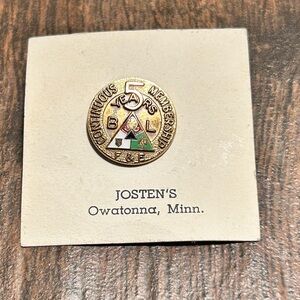 5
YEARS
CONTINUOUS MEMBERSHIP
B L
F & E
JOSTEN'S
Owatonna, Minn.